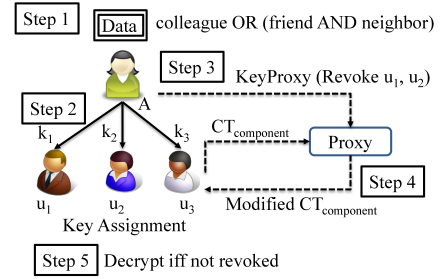 Step 1
Data
colleague OR (friend AND neighbor)
Step 3
KeyProxy (Revoke u1, u2)
A
Step 2
k1
k2
k3
CTcomponent
Proxy
Step 4
u1
u2
u3
Modified CTcomponent
Key Assignment
Step 5
Decrypt iff not revoked